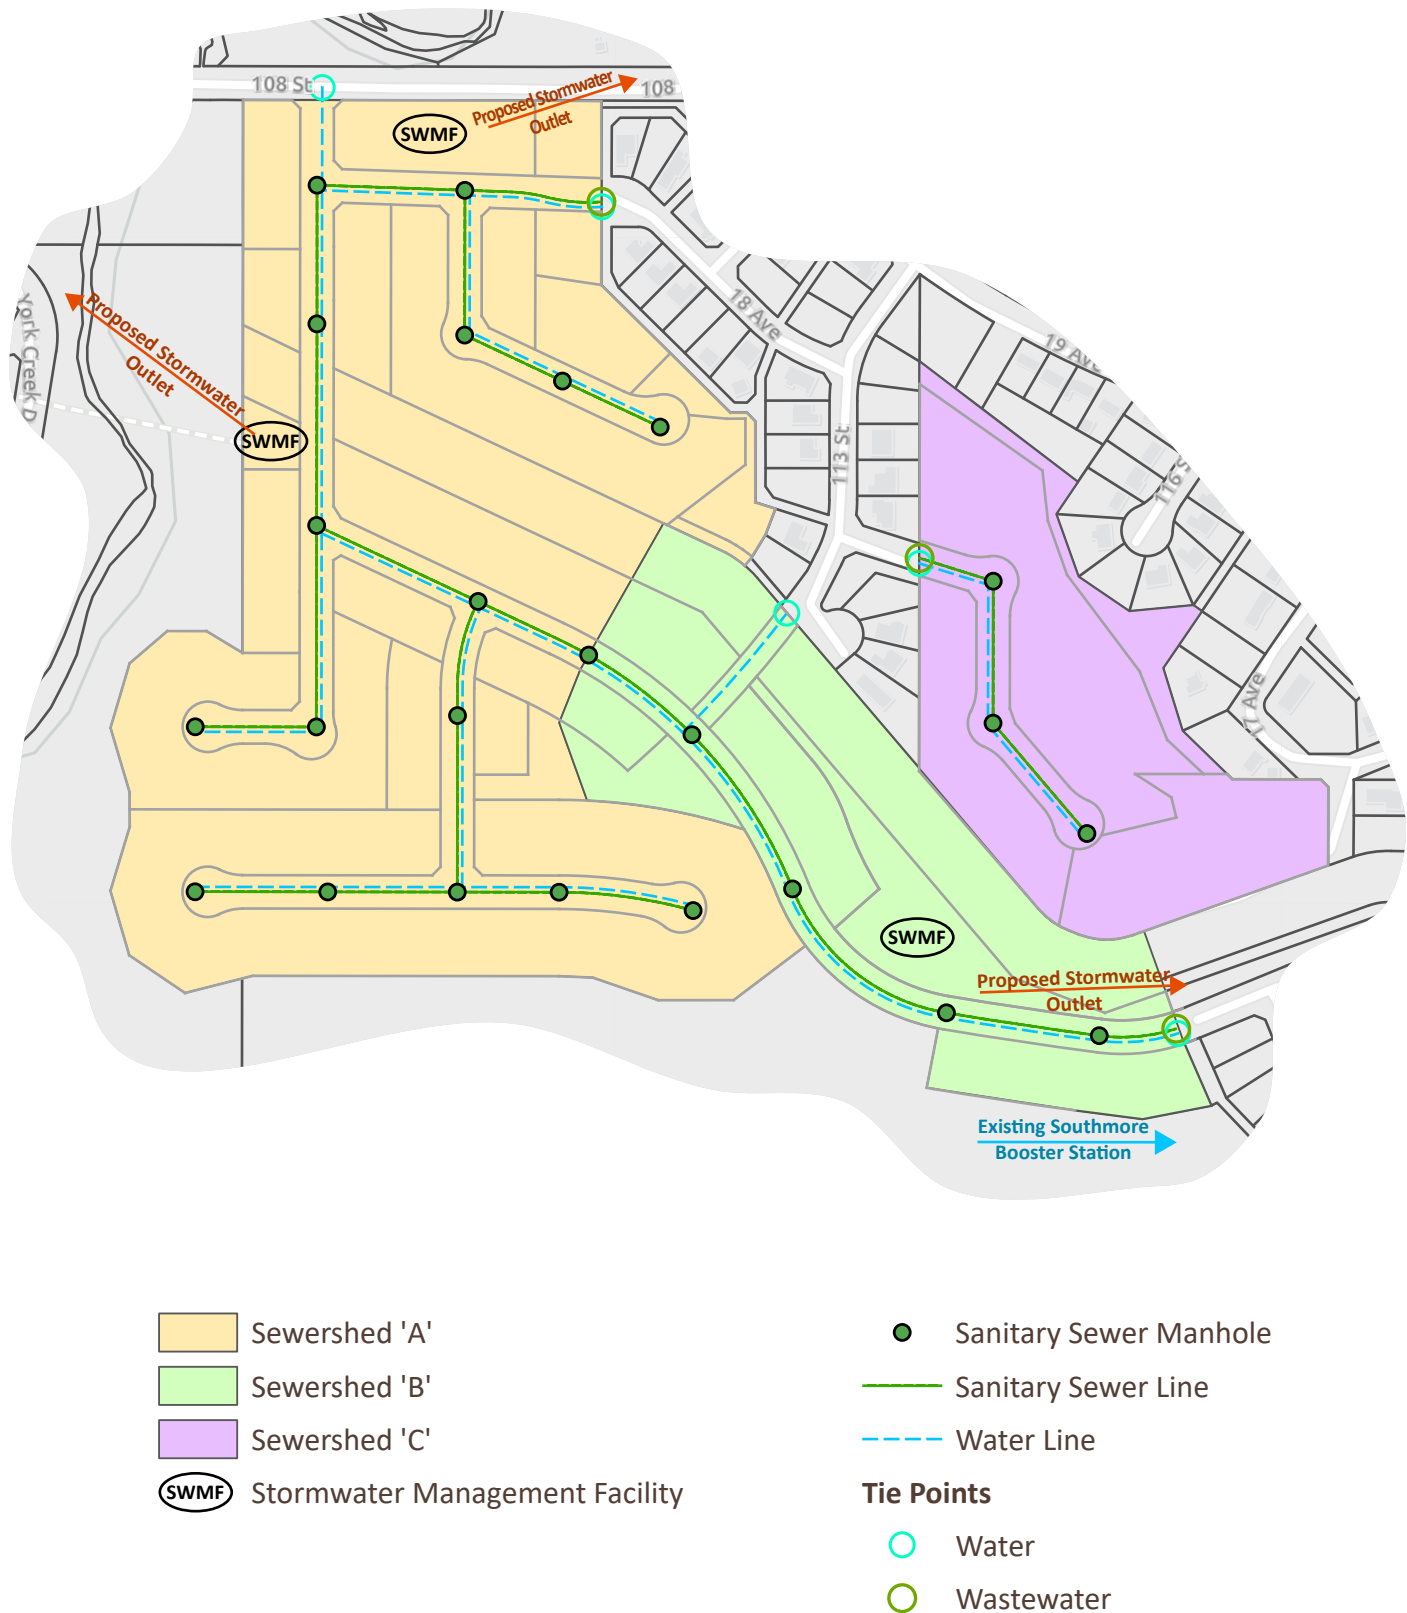 108 St
108
Proposed Stormwater
Outlet
SWMF
York Creek D
Proposed Stormwater
Outlet
SWMF
18 Ave
19 Ave
113 St
116 S
17 Ave
SWMF
Proposed Stormwater
Outlet
Existing Southmore
Booster Station
Sewershed 'A'
Sewershed 'B'
Sewershed 'C'
SWMF Stormwater Management Facility
Sanitary Sewer Manhole
Sanitary Sewer Line
Water Line
Tie Points
Water
Wastewater